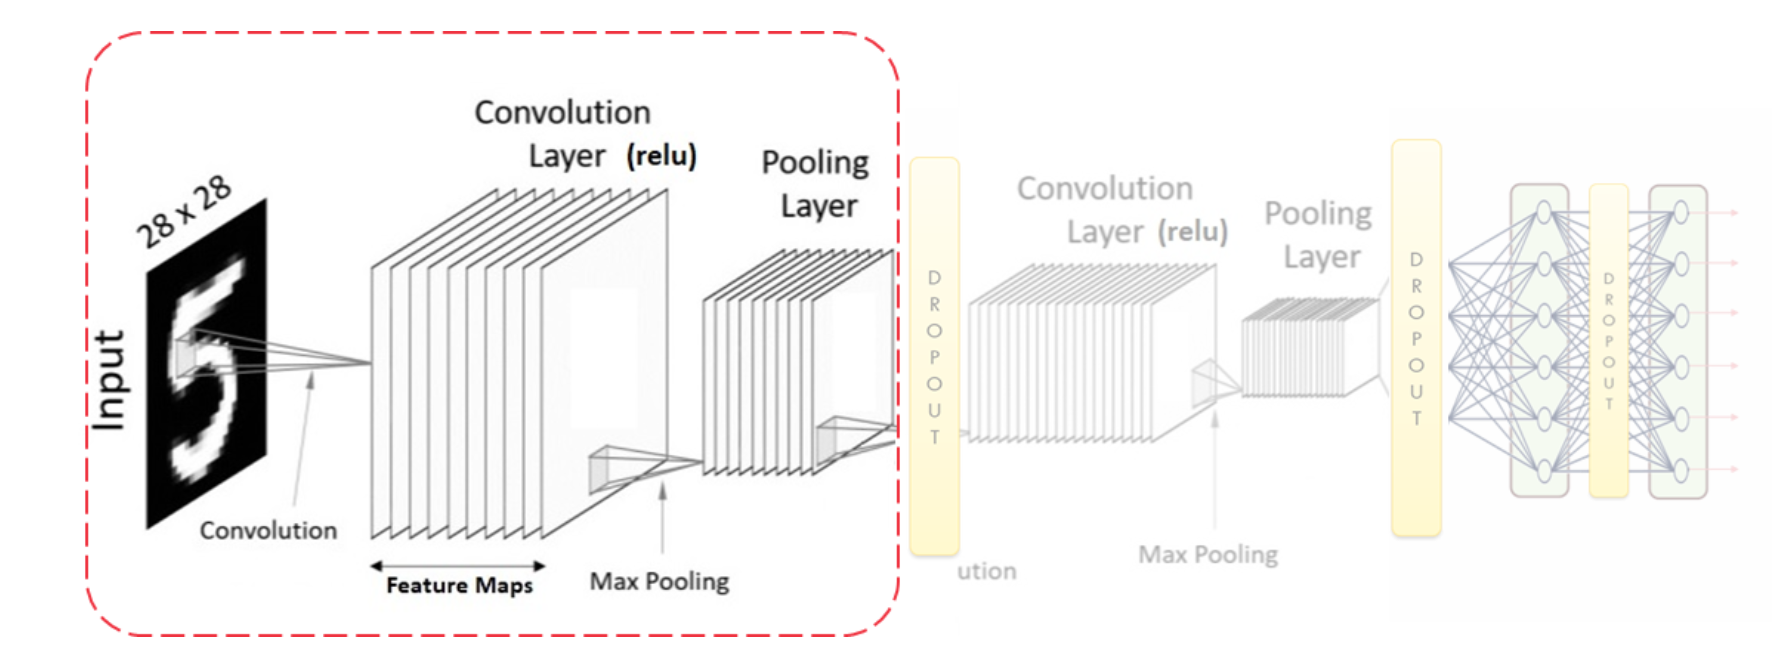 Input
28 x 28
Convolution
Convolution
Layer (relu)
Feature Maps
Max Pooling
Pooling
Layer
DROPOUT
ution
Convolution
Layer (relu)
Max Pooling
Pooling
Layer
DROPOUT
DROPOUT